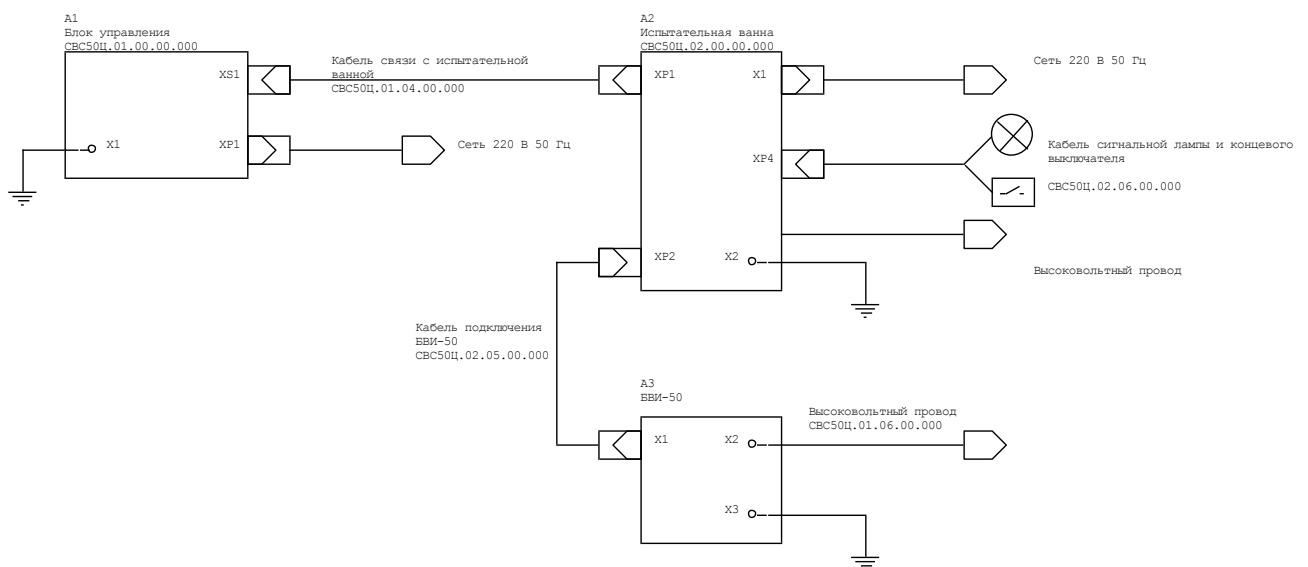 А1
Блок управления
СВС50Ц.01.00.00.000
XS1
X1
XP1
Кабель связи с испытательной
ванной
СВС50Ц.01.04.00.000
Сеть 220 В 50 Гц
А2
Испытательная ванна
СВС50Ц.02.00.00.000
XP1
X1
XP4
XP2
X2
Сеть 220 В 50 Гц
Кабель сигнальной лампы и концевого
выключателя
СВС50Ц.02.06.00.000
Высоковольтный провод
Кабель подключения
БВИ-50
СВС50Ц.02.05.00.000
А3
БВИ-50
X1
X2
X3
Высоковольтный провод
СВС50Ц.01.06.00.000